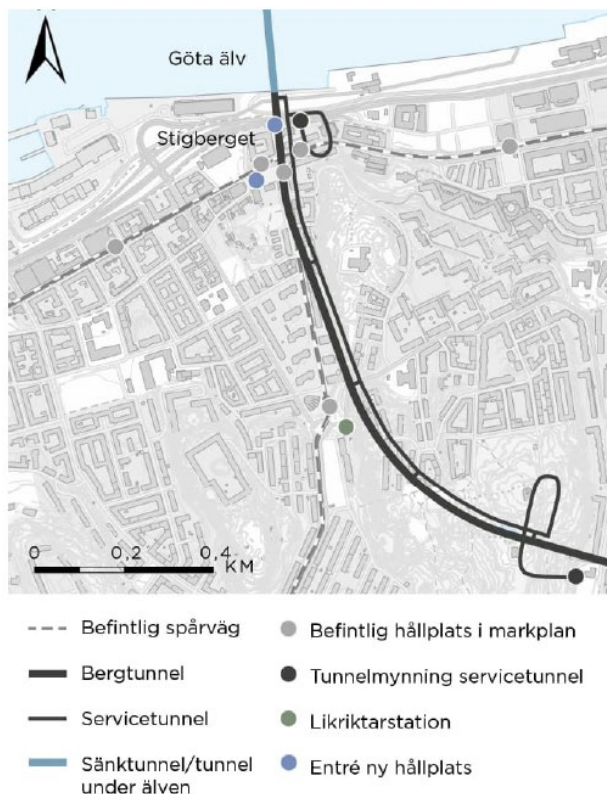 Göta älv
Stigberget
0 0,2 0,4
KM
Befintlig spårväg
Befintlig hållplats i markplan
Bergtunnel
Tunnelmynning servicetunnel
Servicetunnel
Likriktarstation
Sänktunnel/tunnel
under älven
Entré ny hållplats